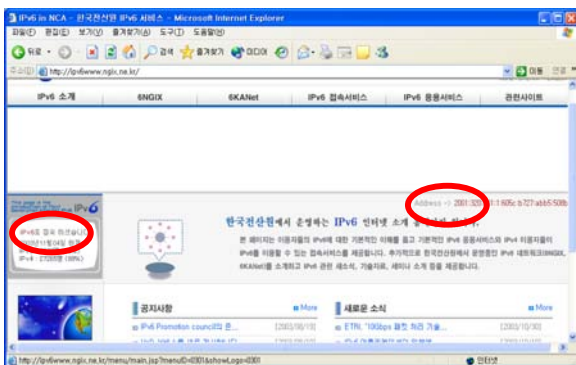 IPv6 in NCA - 한국전산원 IPv6 서비스 - Microsoft Internet Explorer
파일(F) 편집(E) 보기(V) 즐겨찾기(A) 도구(T) 도움말(H)
뒤로 검색 즐겨찾기 미디어
주소(D) http://ipv6www.ngix.ne.kr/ 이동 연결
IPv6 소개 6NGIX 6KANet IPv6 접속서비스 IPv6 응용서비스 관련사이트
Address -> 2001:320
IPv6
IPv6로 접속 하셨습니다
한국전산원에서 운영하는 IPv6 인터넷 소개
본 페이지는 이용자들의 IPv6에 대한 기본적인 이해를 돕고 기본적인 IPv6 응용서비스와 IPv4 이용자들이
IPv6를 이용할 수 있는 접속서비스를 제공합니다. 추가적으로 한국전산원에서 운영중인 IPv6 네트워크(6NGIX,
6KANet)를 소개하고 IPv6 관련 새소식, 기술자료, 세미나 소개 등을 제공합니다.
공지사항 More 새로운 소식 More
IPv6 Promotion council의 은... [2003/08/19] ETRI, "10Gbps 패킷 처리 기술... [2003/10/30]
http://ipv6www.ngix.ne.kr/menu/main.jsp?menuID=0301&showLogo=0301 인터넷